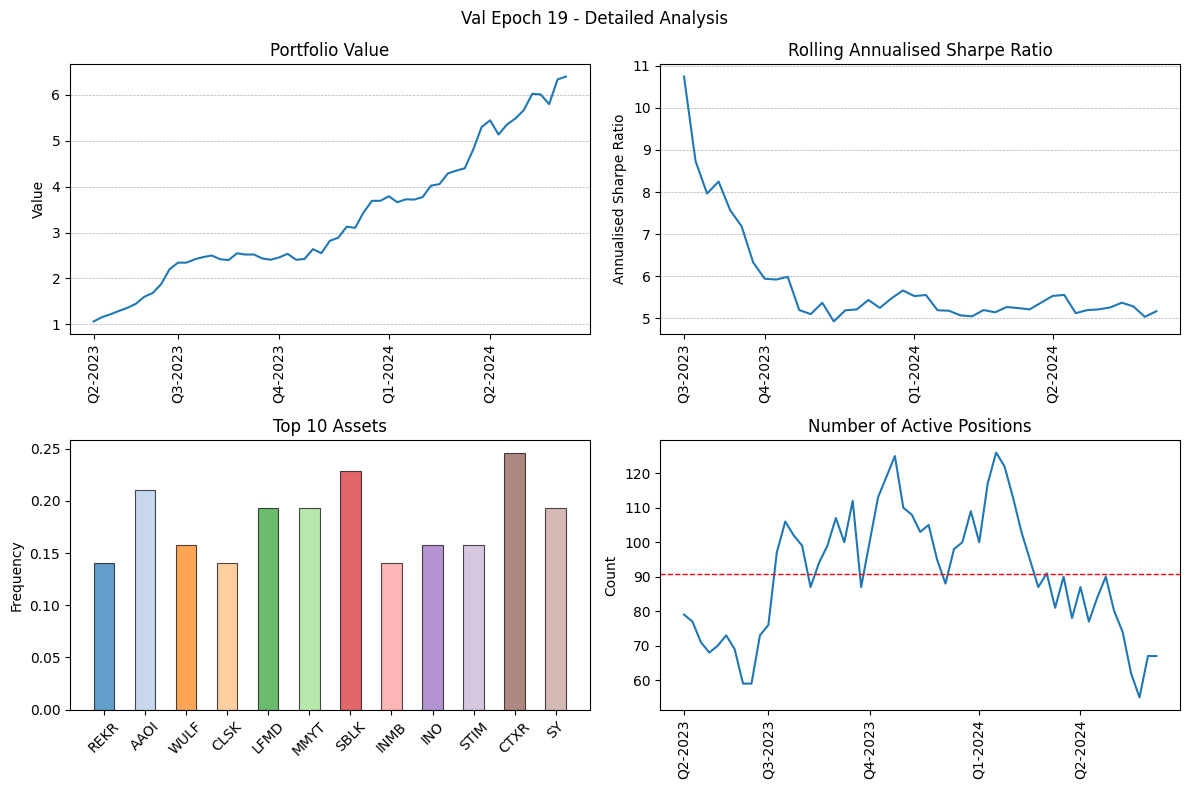 Val Epoch 19 - Detailed Analysis
Portfolio Value
Value
6
5
4
3
2
1
Q2-2023
Q3-2023
Q4-2023
Q1-2024
Q2-2024
Rolling Annualised Sharpe Ratio
Annualised Sharpe Ratio
11
10
9
8
7
6
5
Q3-2023
Q4-2023
Q1-2024
Q2-2024
Top 10 Assets
Frequency
0.25
0.20
0.15
0.10
0.05
0.00
REKR
AAOI
WULF
CLSK
LFMD
MMYT
SBLK
INMB
INO
STIM
CTXR
SY
Number of Active Positions
Count
120
110
100
90
80
70
60
Q2-2023
Q3-2023
Q4-2023
Q1-2024
Q2-2024